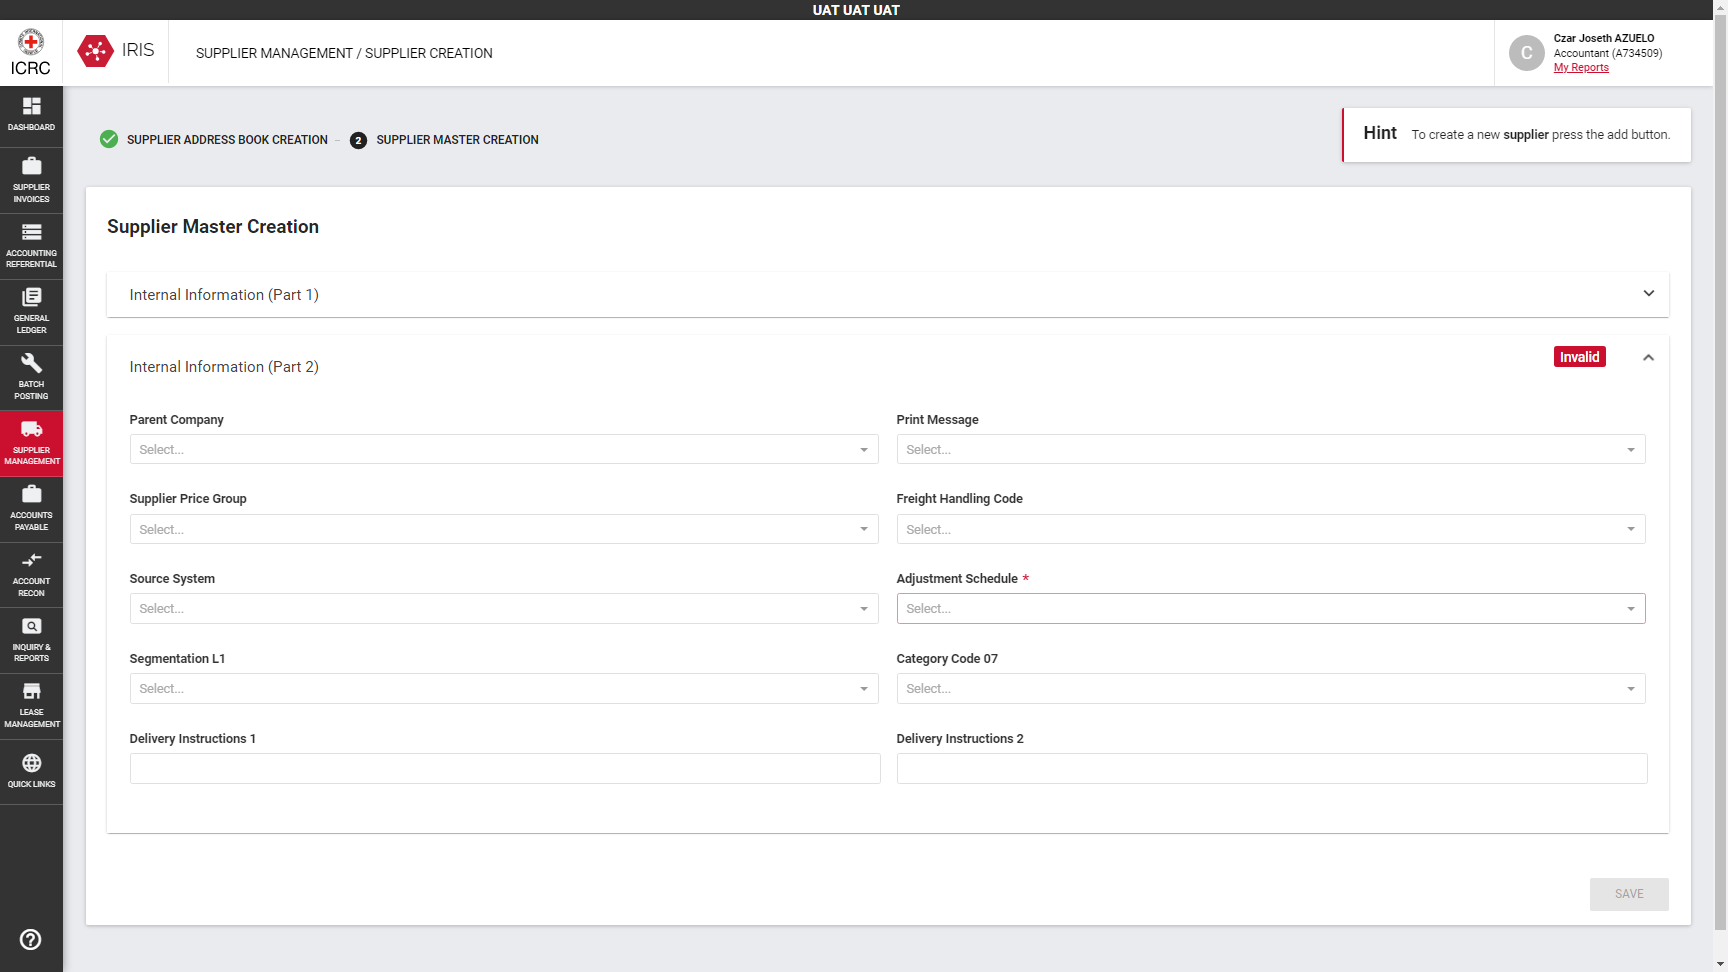 UAT UAT UAT
ICRC
IRIS
SUPPLIER MANAGEMENT / SUPPLIER CREATION
C
Czar Joseth AZUELO
Accountant (A734509)
My Reports
DASHBOARD
SUPPLIER
INVOICES
ACCOUNTING
REFERENTIAL
GENERAL
LEDGER
BATCH
POSTING
SUPPLIER
MANAGEMENT
ACCOUNTS
PAYABLE
ACCOUNT
RECON
INQUIRY &
REPORTS
LEASE
MANAGEMENT
QUICK LINKS
SUPPLIER ADDRESS BOOK CREATION
2 SUPPLIER MASTER CREATION
Hint To create a new supplier press the add button.
Supplier Master Creation
Internal Information (Part 1)
Internal Information (Part 2)
Invalid
Parent Company
Select...
Print Message
Select...
Supplier Price Group
Select...
Freight Handling Code
Select...
Source System
Select...
Adjustment Schedule *
Select...
Segmentation L1
Select...
Category Code 07
Select...
Delivery Instructions 1
Delivery Instructions 2
SAVE